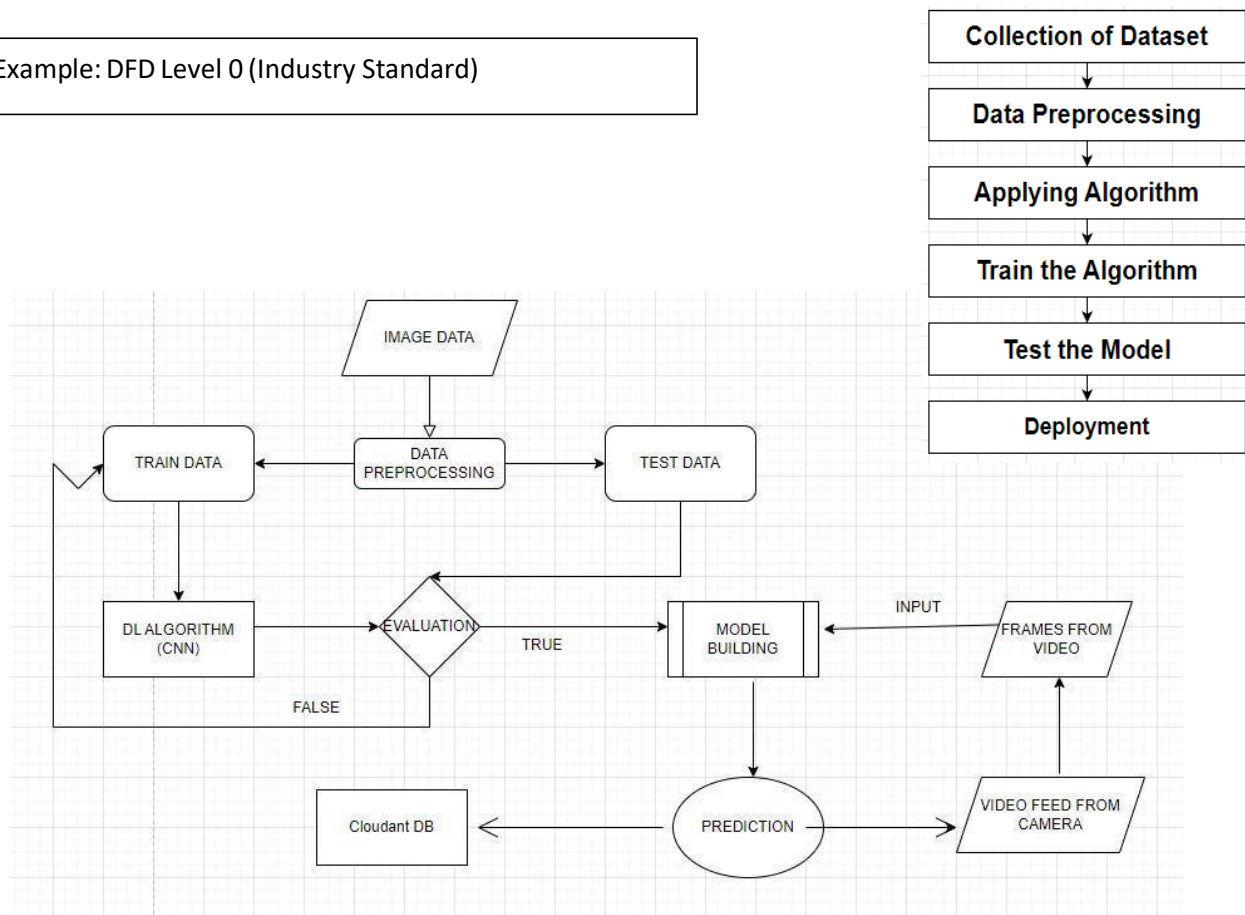 Example: DFD Level 0 (Industry Standard)
Collection of Dataset
Data Preprocessing
Applying Algorithm
Train the Algorithm
Test the Model
Deployment
IMAGE DATA
TRAIN DATA
DATA
PREPROCESSING
TEST DATA
DL ALGORITHM
(CNN)
EVALUATION
TRUE
FALSE
MODEL
BUILDING
INPUT
FRAMES FROM
VIDEO
Cloudant DB
PREDICTION
VIDEO FEED FROM
CAMERA